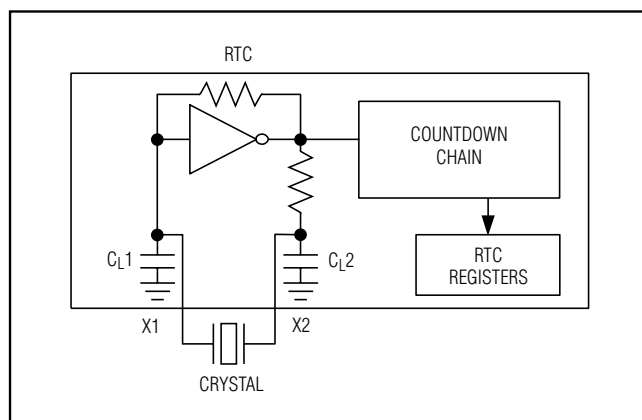 RTC
COUNTDOWN
CHAIN
CL1
CL2
RTC
REGISTERS
X1
X2
CRYSTAL